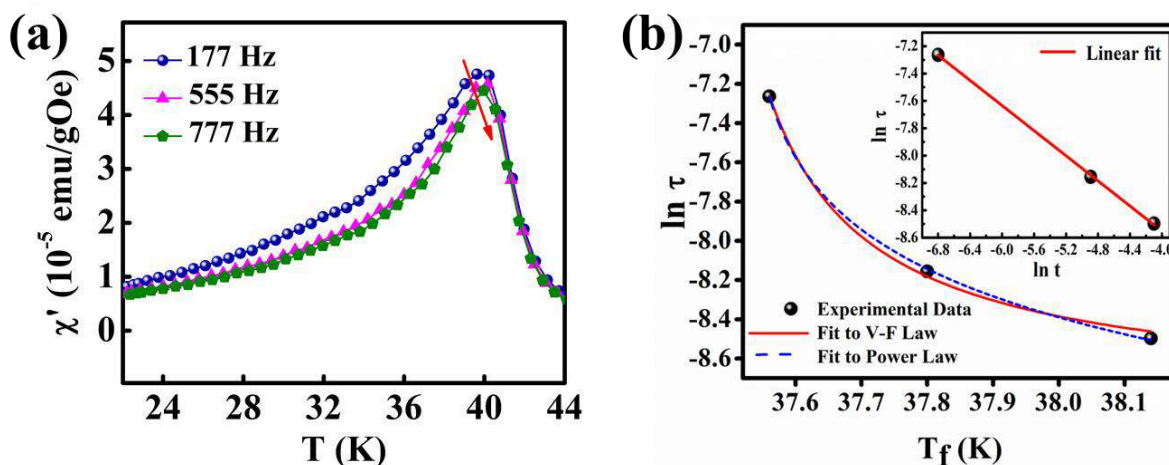 (a)
χ' (10⁻⁵ emu/gOe)
5
4
3
2
1
0
177 Hz
555 Hz
777 Hz
24 28 32 36 40 44
T (K)
(b)
ln τ
-7.0
-7.2
-7.4
-7.6
-7.8
-8.0
-8.2
-8.4
-8.6
Experimental Data
Fit to V-F Law
Fit to Power Law
37.6 37.7 37.8 37.9 38.0 38.1
T_f (K)
Linear fit
ln τ
-7.2
-7.4
-7.6
-7.8
-8.0
-8.2
-8.4
-8.6
-6.8 -6.4 -6.0 -5.6 -5.2 -4.8 -4.4 -4.0
ln t